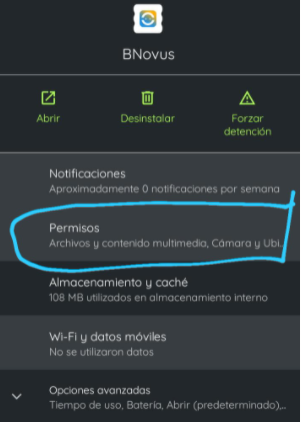 BNovus
Abrir
Desinstalar
Forzar
detención
Notificaciones
Aproximadamente 0 notificaciones por semana
Permisos
Archivos y contenido multimedia, Cámara y Ubi...
Almacenamiento y caché
108 MB utilizados en almacenamiento interno
Wi-Fi y datos móviles
No se utilizaron datos
Opciones avanzadas
Tiempo de uso, Batería, Abrir (predeterminado),...